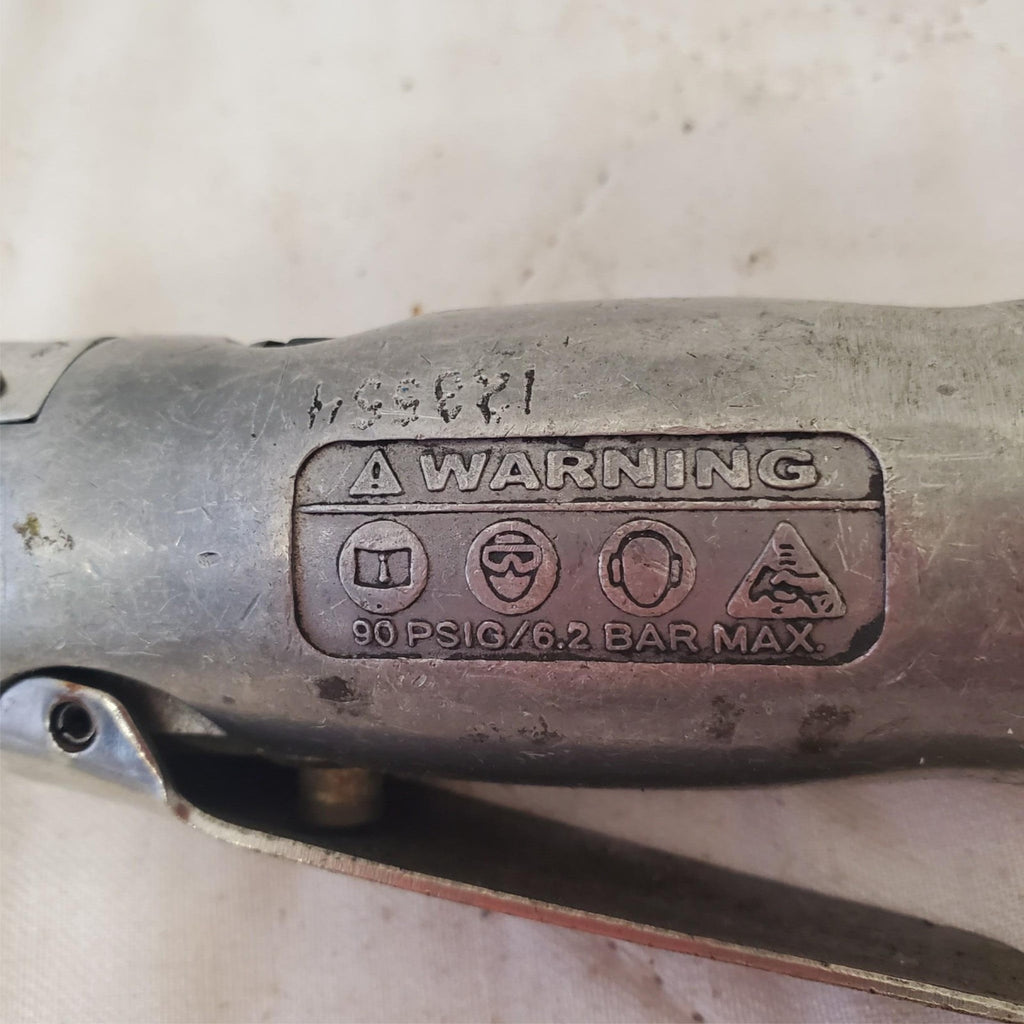 WARNING
90 PSIG/6.2 BAR MAX.